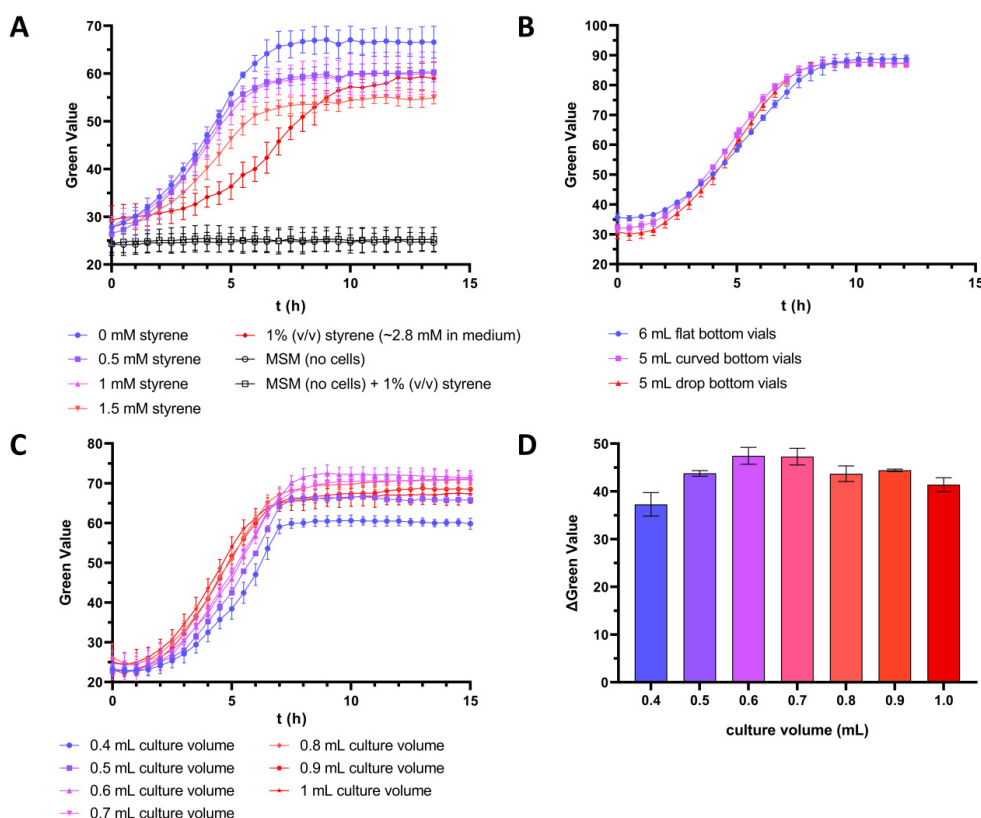 A
70
60
50
40
30
20
Green Value
0
5
10
15
t (h)
0 mM styrene
0.5 mM styrene
1 mM styrene
1.5 mM styrene
1% (v/v) styrene (~2.8 mM in medium)
MSM (no cells)
MSM (no cells) + 1% (v/v) styrene
B
100
90
80
70
60
50
40
30
20
Green Value
0
5
10
15
t (h)
6 mL flat bottom vials
5 mL curved bottom vials
5 mL drop bottom vials
C
80
70
60
50
40
30
20
Green Value
0
5
10
15
t (h)
0.4 mL culture volume
0.5 mL culture volume
0.6 mL culture volume
0.7 mL culture volume
0.8 mL culture volume
0.9 mL culture volume
1 mL culture volume
D
50
40
30
20
10
0
ΔGreen Value
0.4 0.5 0.6 0.7 0.8 0.9 1.0
culture volume (mL)